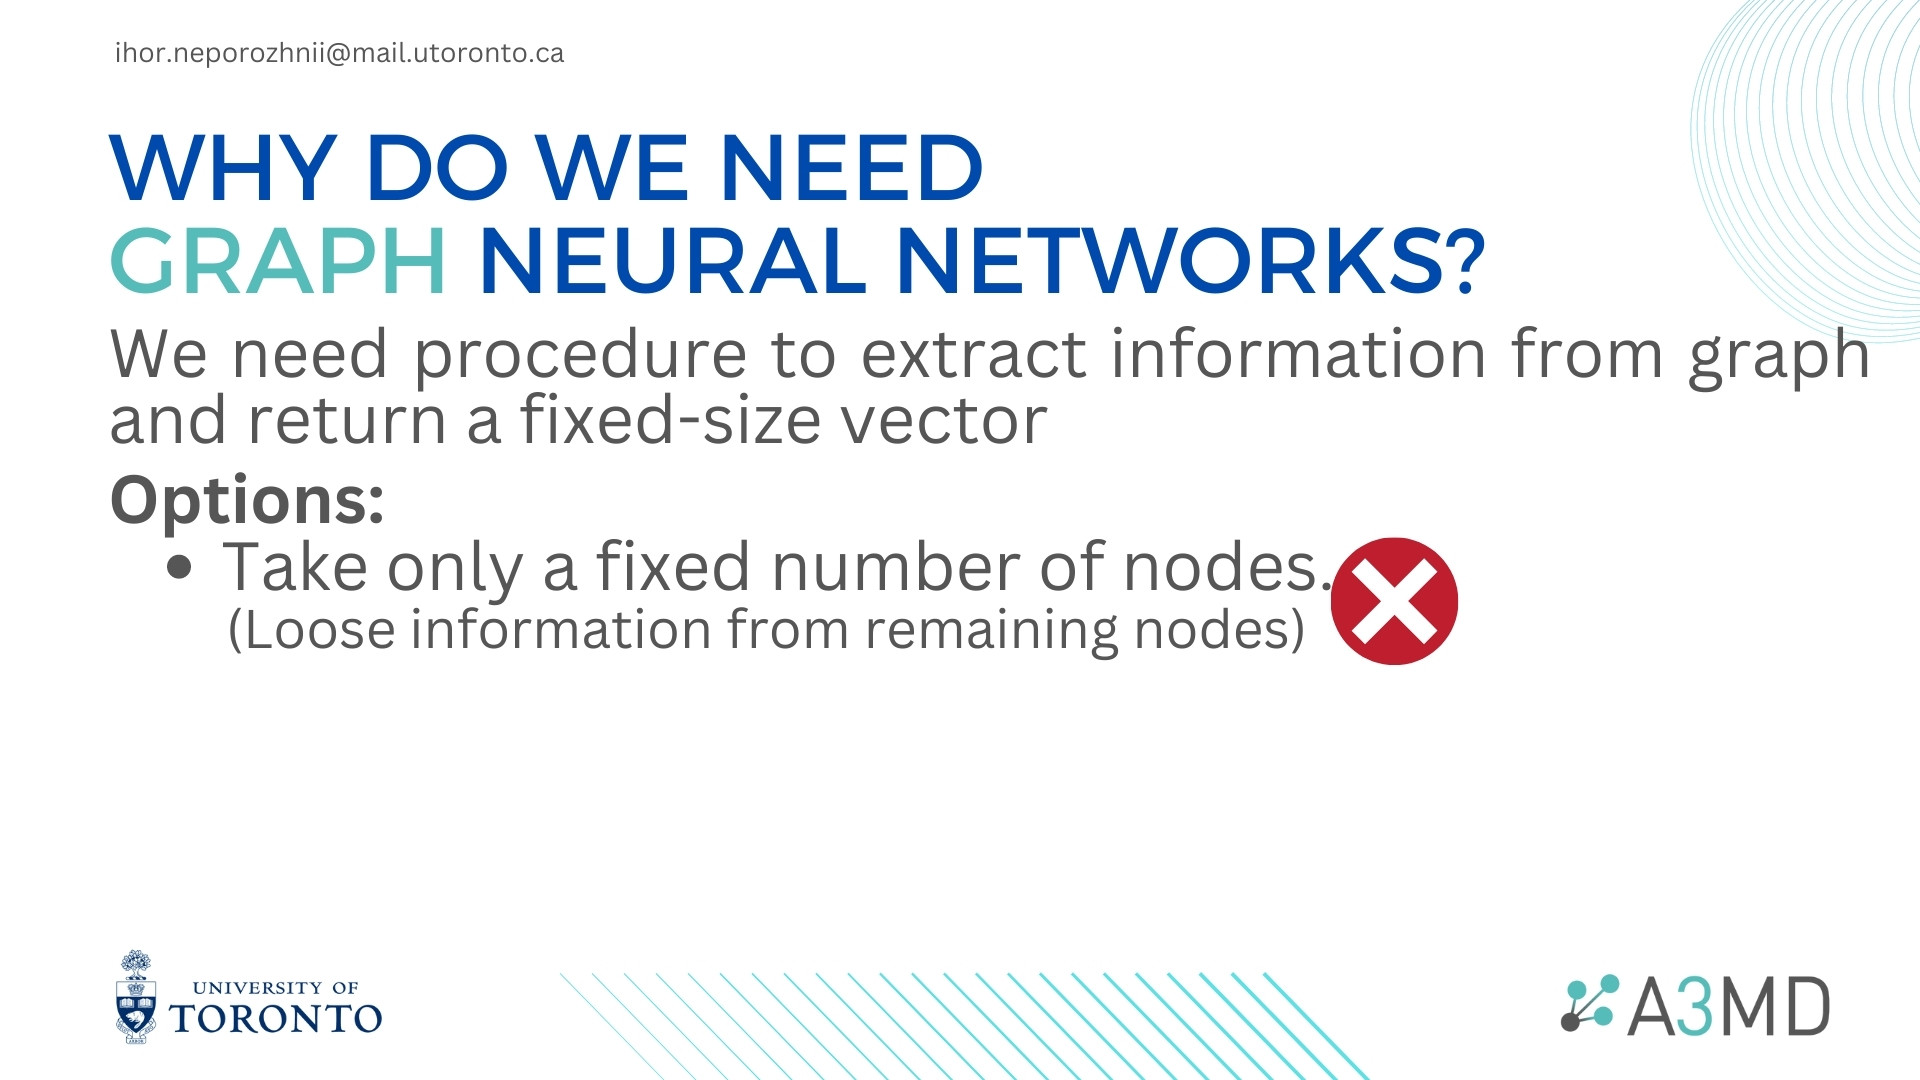 ihor.neporozhnii@mail.utoronto.ca
WHY DO WE NEED
GRAPH NEURAL NETWORKS?
We need procedure to extract information from graph
and return a fixed-size vector
Options:
• Take only a fixed number of nodes.
(Loose information from remaining nodes)
UNIVERSITY OF
TORONTO
A3MD